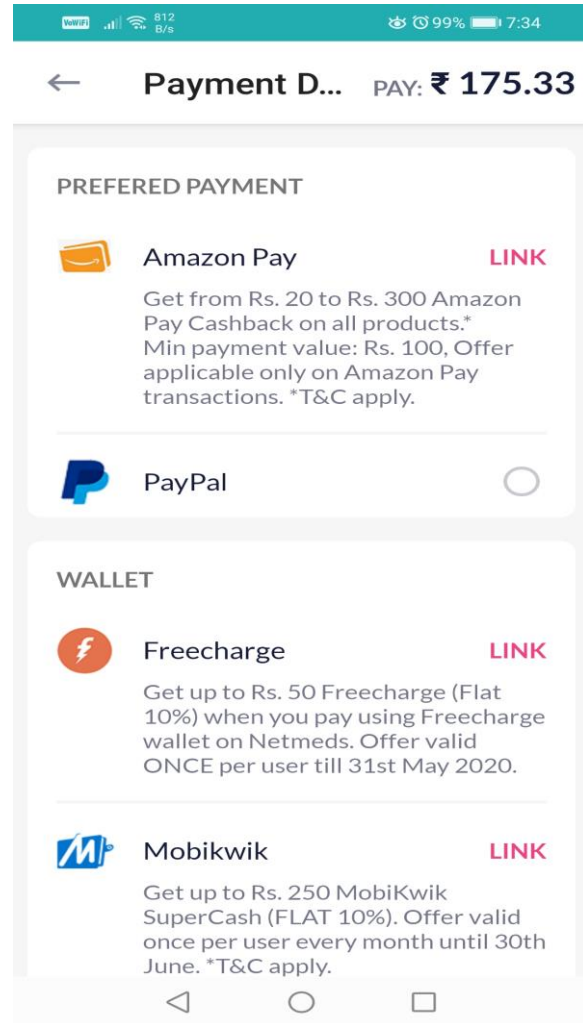 VoWiFi 812 B/s 99% 7:34
Payment D... PAY: ₹ 175.33
PREFERED PAYMENT
Amazon Pay LINK
Get from Rs. 20 to Rs. 300 Amazon
Pay Cashback on all products.*
Min payment value: Rs. 100, Offer
applicable only on Amazon Pay
transactions. *T&C apply.
PayPal
WALLET
Freecharge LINK
Get up to Rs. 50 Freecharge (Flat
10%) when you pay using Freecharge
wallet on Netmeds. Offer valid
ONCE per user till 31st May 2020.
Mobikwik LINK
Get up to Rs. 250 MobiKwik
SuperCash (FLAT 10%). Offer valid
once per user every month until 30th
June. *T&C apply.